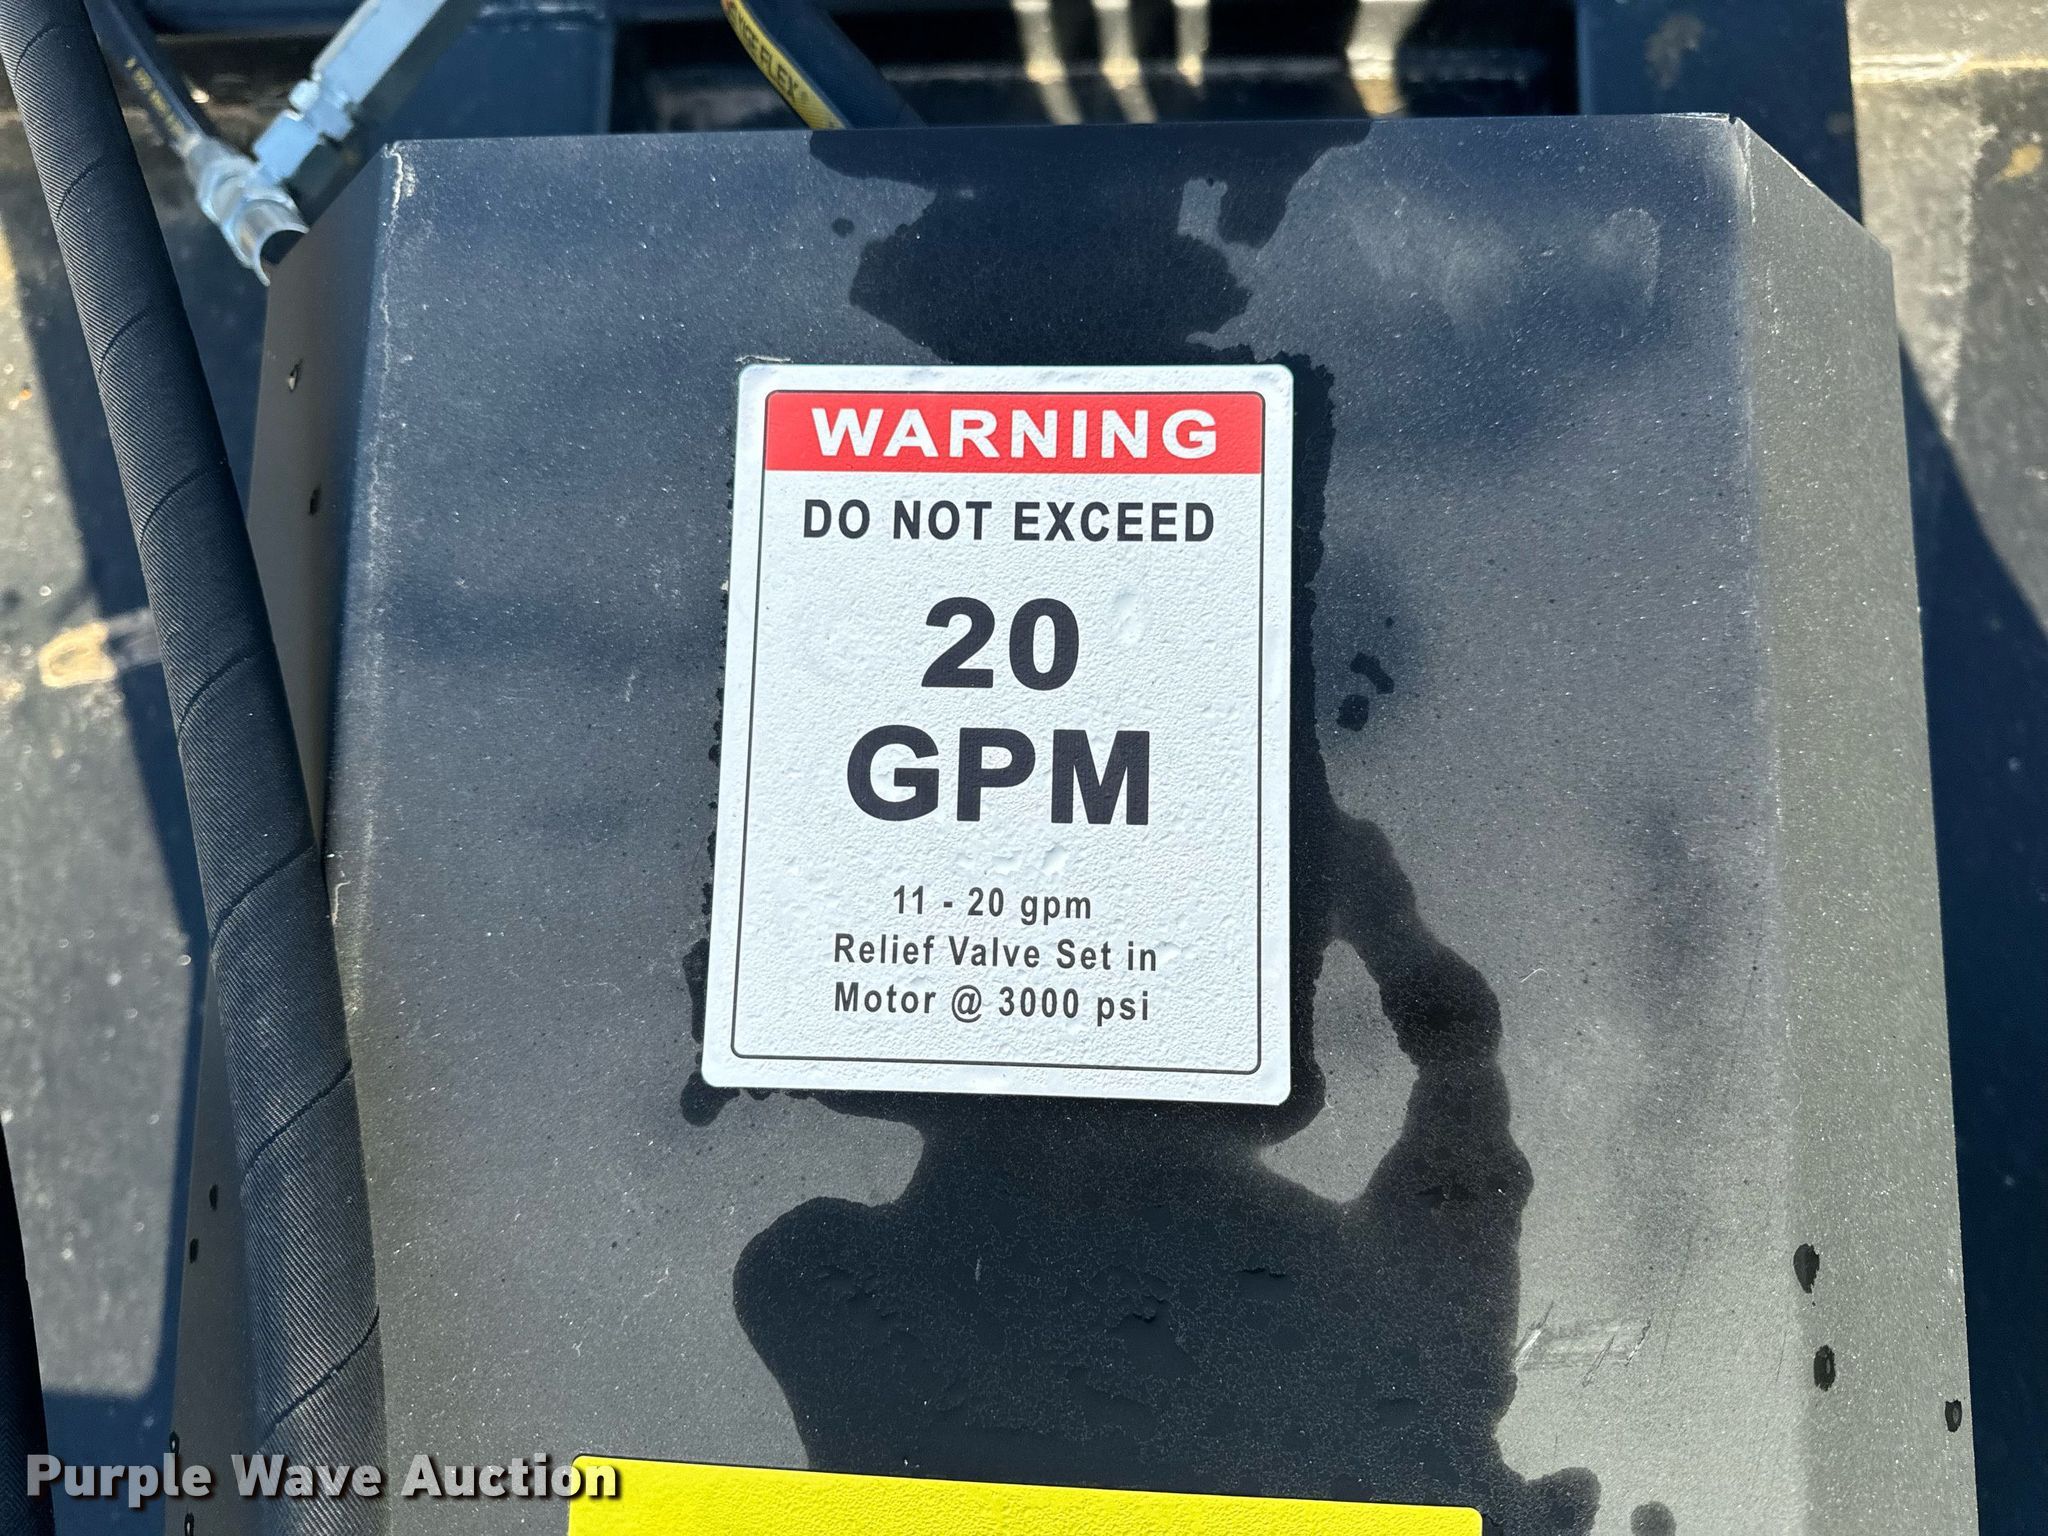 WARNING
DO NOT EXCEED
20
GPM
11 - 20 gpm
Relief Valve Set in
Motor @ 3000 psi
Purple Wave Auction